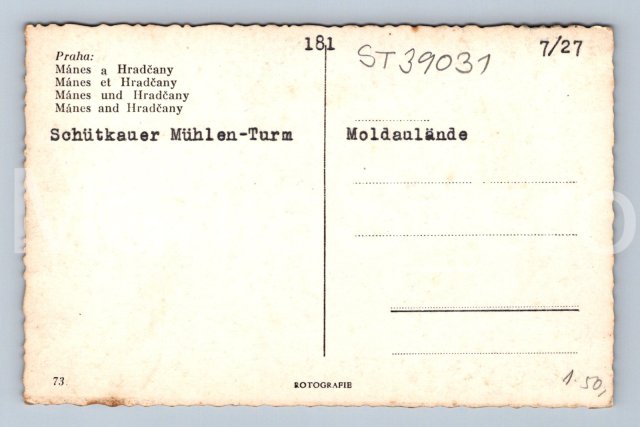 181
7/27
ST39031
Praha:
Mánes a Hradčany
Mánes et Hradčany
Mánes und Hradčany
Mánes and Hradčany
Schütkauer Mühlen-Turm
Moldaulände
73.
ROTOGRAFIE
1.50,